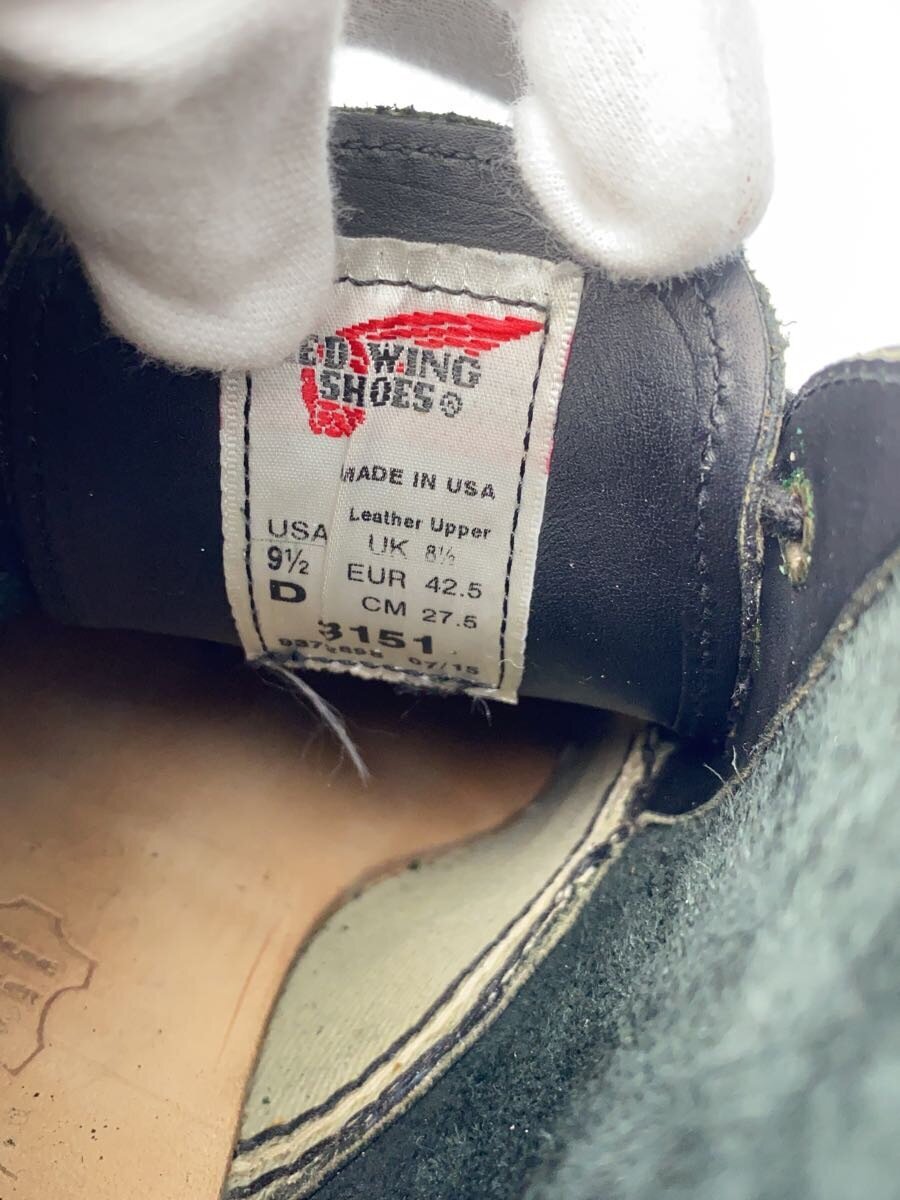 ED WING
SHOES®
MADE IN USA
Leather Upper
USA
9½
D
UK 8½
EUR 42.5
CM 27.5
3151
07/15